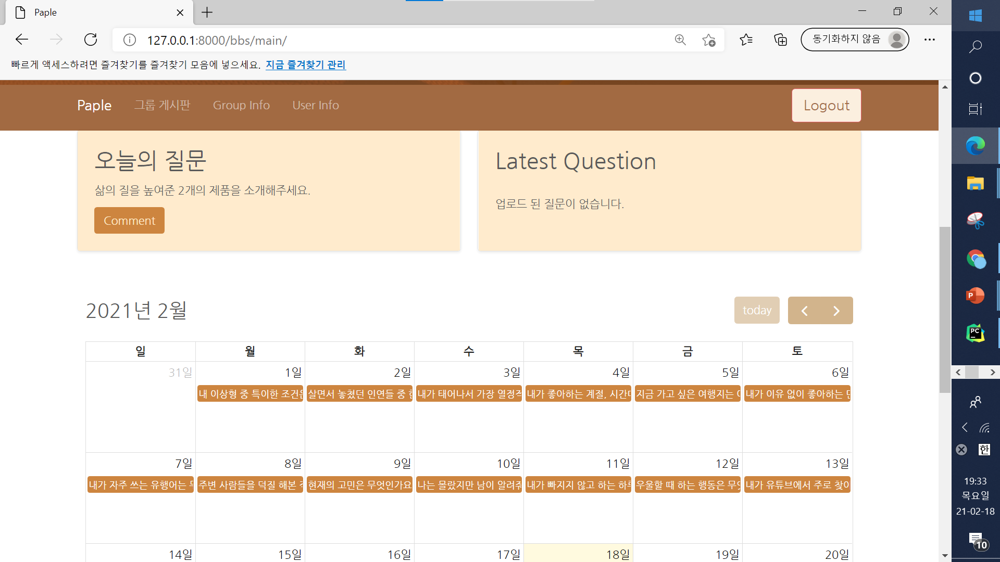 Paple
127.0.0.1:8000/bbs/main/
동기화하지 않음
빠르게 액세스하려면 즐겨찾기를 즐겨찾기 모음에 넣으세요. 지금 즐겨찾기 관리
Paple 그룹 게시판 Group Info User Info Logout
오늘의 질문
삶의 질을 높여준 2개의 제품을 소개해주세요.
Comment
Latest Question
업로드 된 질문이 없습니다.
2021년 2월
today
일 월 화 수 목 금 토
31일 1일 2일 3일 4일 5일 6일
내 이상형 중 특이한 조건은
살면서 놓쳤던 인연들 중
내가 태어나서 가장 열정적
내가 좋아하는 계절, 시간대
지금 가고 싶은 여행지는
내가 이유 없이 좋아하는
7일 8일 9일 10일 11일 12일 13일
내가 자주 쓰는 유행어는
주변 사람들을 덕질 해본
현재의 고민은 무엇인가요
나는 몰랐지만 남이 알려줘
내가 빠지지 않고 하는 하루
우울할 때 하는 행동은 무엇
내가 유튜브에서 주로 찾아
14일 15일 16일 17일 18일 19일 20일
PC
P
한
19:33
목요일
21-02-18
10